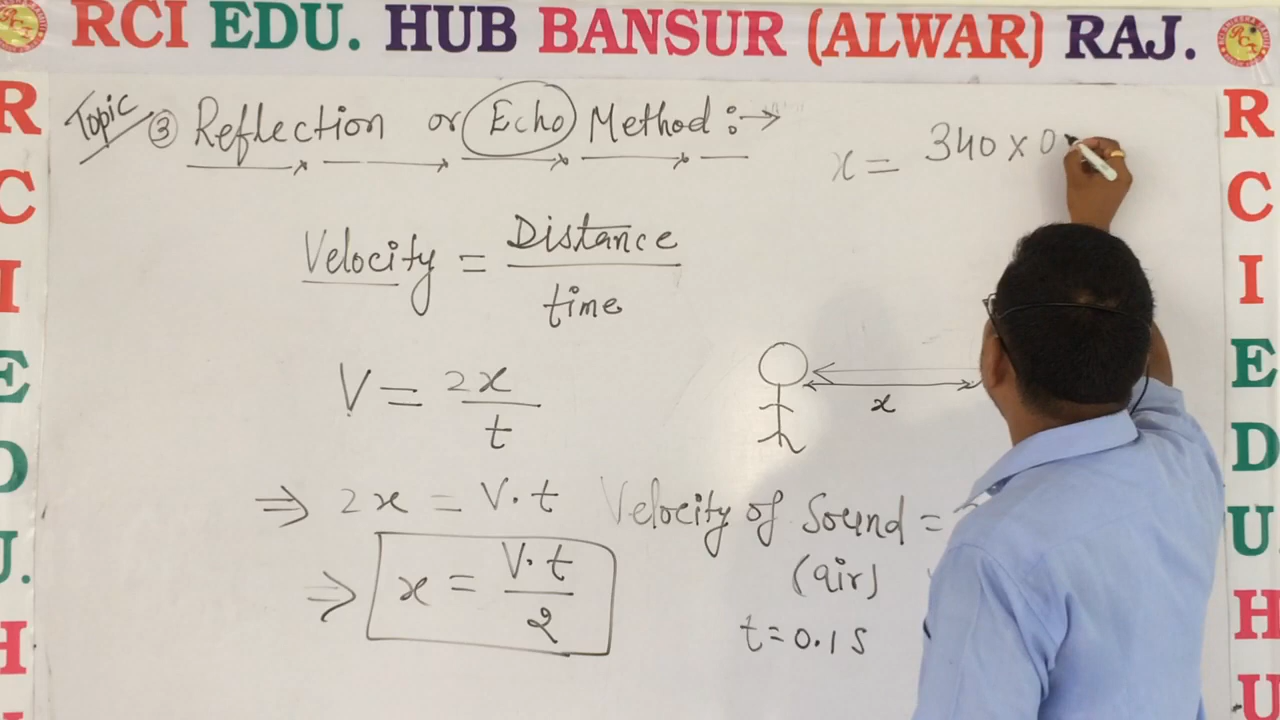 RCI EDU. HUB BANSUR (ALWAR) RAJ.
Topic ③ Reflection or Echo Method :→
x = 340 × 0
Velocity = Distance / time
V = 2x / t
x
⇒ 2x = V · t
Velocity of Sound =
(air)
⇒ x = V · t / 2
t = 0.1 s
R
C
I
E
D
U.
H
R
C
I
E
D
U.
H
U